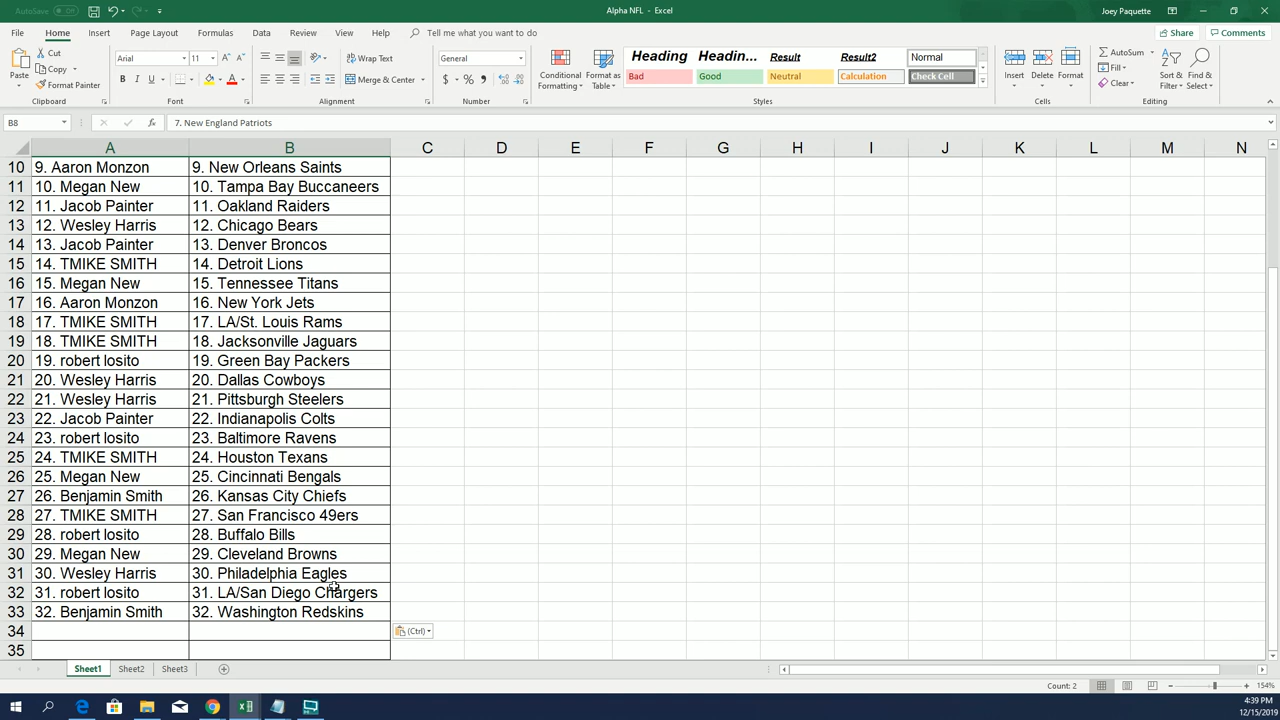 AutoSave Off
Alpha NFL - Excel
Joey Paquette
File Home Insert Page Layout Formulas Data Review View Help Tell me what you want to do
Share Comments
Paste
Cut
Copy
Format Painter
Clipboard
Arial 11
B I U
Font
Wrap Text
Merge & Center
Alignment
General
$ % ,
Number
Conditional Formatting
Format as Table
Heading Headin... Result Result2 Normal
Bad Good Neutral Calculation Check Cell
Styles
Insert Delete Format
Cells
AutoSum
Fill
Clear
Sort & Filter
Find & Select
Editing
B8
fx
7. New England Patriots
A B C D E F G H I J K L M N
10 9. Aaron Monzon 9. New Orleans Saints
11 10. Megan New 10. Tampa Bay Buccaneers
12 11. Jacob Painter 11. Oakland Raiders
13 12. Wesley Harris 12. Chicago Bears
14 13. Jacob Painter 13. Denver Broncos
15 14. TMIKE SMITH 14. Detroit Lions
16 15. Megan New 15. Tennessee Titans
17 16. Aaron Monzon 16. New York Jets
18 17. TMIKE SMITH 17. LA/St. Louis Rams
19 18. TMIKE SMITH 18. Jacksonville Jaguars
20 19. robert losito 19. Green Bay Packers
21 20. Wesley Harris 20. Dallas Cowboys
22 21. Wesley Harris 21. Pittsburgh Steelers
23 22. Jacob Painter 22. Indianapolis Colts
24 23. robert losito 23. Baltimore Ravens
25 24. TMIKE SMITH 24. Houston Texans
26 25. Megan New 25. Cincinnati Bengals
27 26. Benjamin Smith 26. Kansas City Chiefs
28 27. TMIKE SMITH 27. San Francisco 49ers
29 28. robert losito 28. Buffalo Bills
30 29. Megan New 29. Cleveland Browns
31 30. Wesley Harris 30. Philadelphia Eagles
32 31. robert losito 31. LA/San Diego Chargers
33 32. Benjamin Smith 32. Washington Redskins
34
(Ctrl)
35
Sheet1 Sheet2 Sheet3
Count: 2
154%
4:39 PM
12/15/2019